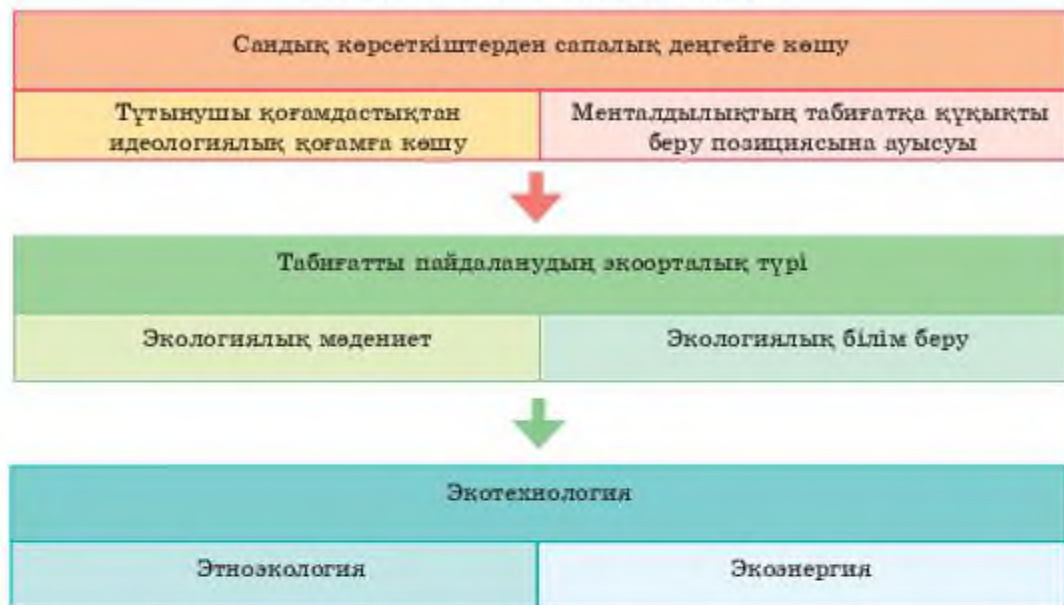 Сандық көрсеткіштерден сапалық деңгейге көшу
Тұтынушы қоғамдастықтан
идеологиялық қоғамға көшу
Менталдылықтың табиғатқа құқықты
беру позициясына ауысуы
Табиғатты пайдаланудың экоорталық түрі
Экологиялық мәдениет
Экологиялық білім беру
Экотехнология
Этноэкология
Экоэнергия